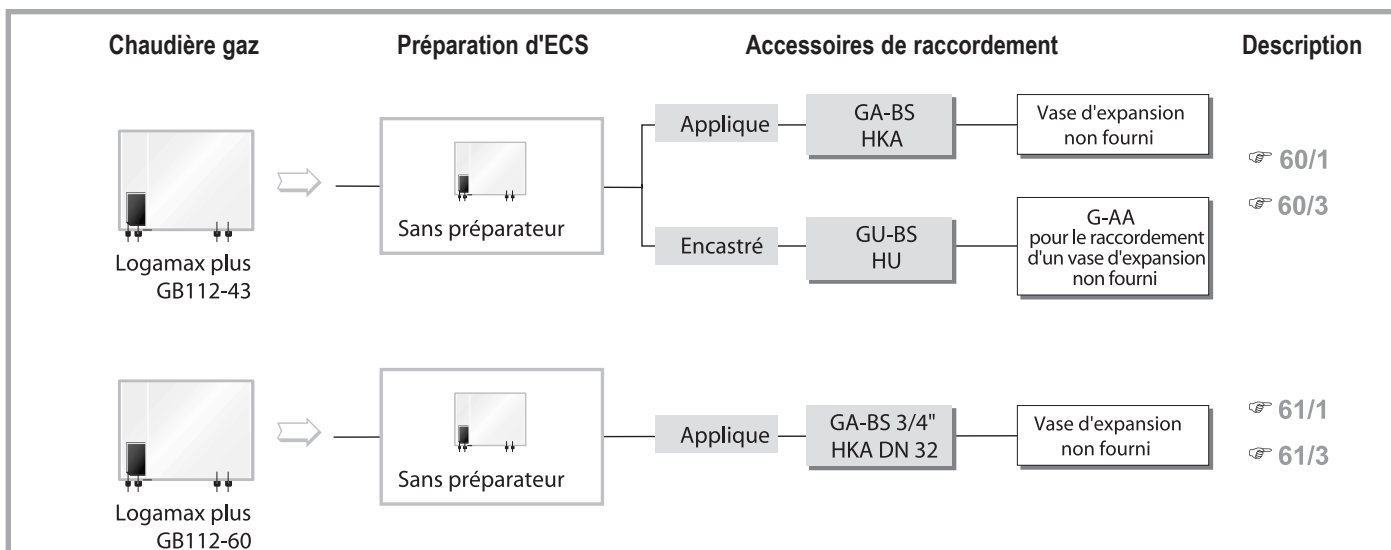 Chaudière gaz
Préparation d'ECS
Accessoires de raccordement
Description
Logamax plus
GB112-43
Sans préparateur
Applique
GA-BS
HKA
Vase d'expansion
non fourni
Encastré
GU-BS
HU
G-AA
pour le raccordement
d'un vase d'expansion
non fourni
☞ 60/1
☞ 60/3
Logamax plus
GB112-60
Sans préparateur
Applique
GA-BS 3/4"
HKA DN 32
Vase d'expansion
non fourni
☞ 61/1
☞ 61/3